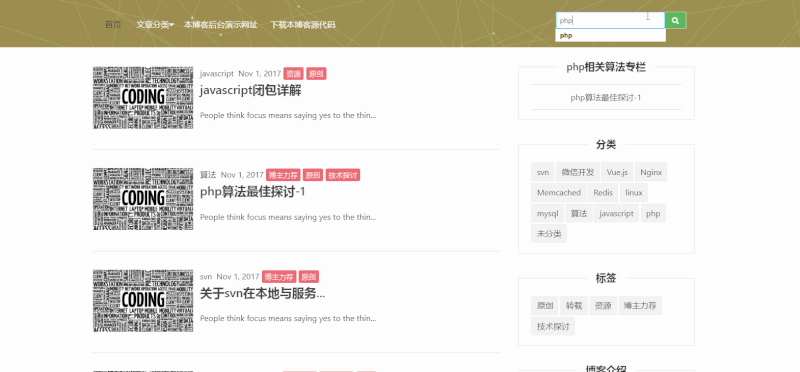 首页 文章分类 本博客后台演示网址 下载本博客源代码
php
php
javascript Nov 1, 2017 资源 原创
javascript闭包详解
People think focus means saying yes to the thin...
算法 Nov 1, 2017 博主力荐 原创 技术探讨
php算法最佳探讨-1
People think focus means saying yes to the thin...
svn Nov 1, 2017 博主力荐 原创
关于svn在本地与服务...
People think focus means saying yes to the thin...
CODING
CODING
CODING
php相关算法专栏
php算法最佳探讨-1
分类
svn 微信开发 Vue.js Nginx
Memcached Redis linux
mysql 算法 javascript php
未分类
标签
原创 转载 资源 博主力荐
技术探讨
博客介绍